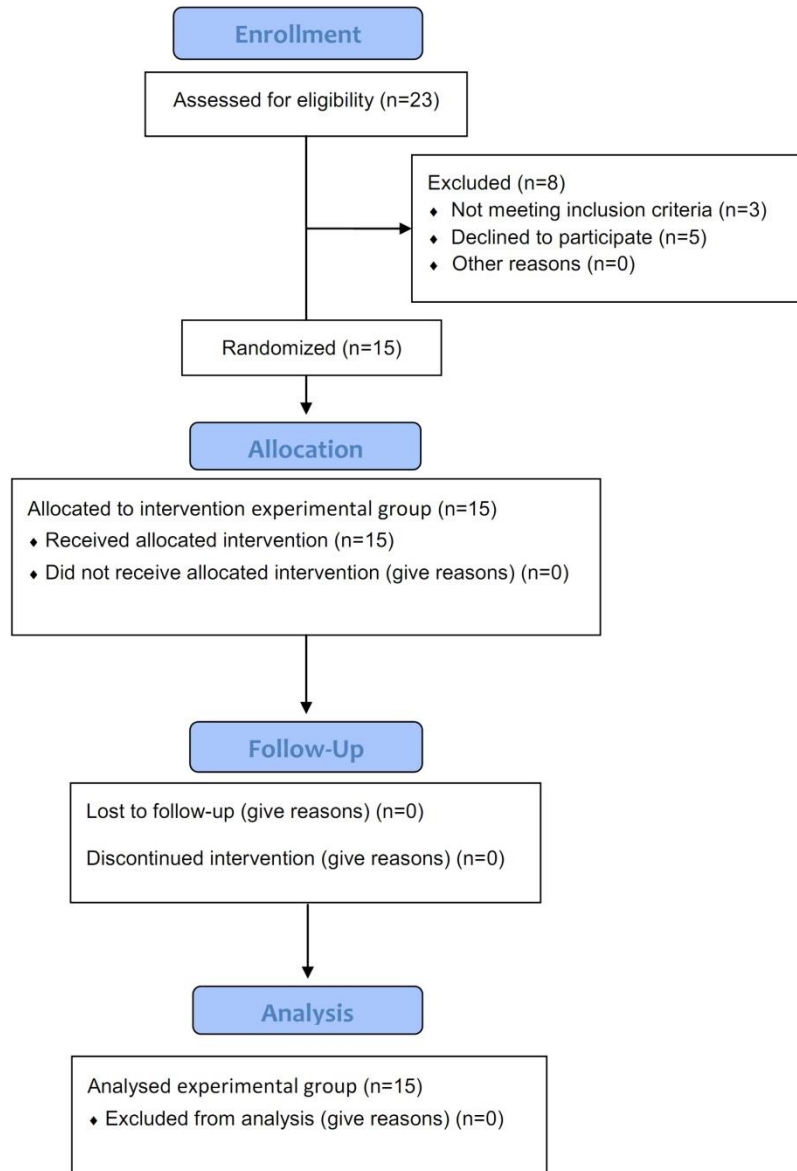 Enrollment
Assessed for eligibility (n=23)
Excluded (n=8)
♦ Not meeting inclusion criteria (n=3)
♦ Declined to participate (n=5)
♦ Other reasons (n=0)
Randomized (n=15)
Allocation
Allocated to intervention experimental group (n=15)
♦ Received allocated intervention (n=15)
♦ Did not receive allocated intervention (give reasons) (n=0)
Follow-Up
Lost to follow-up (give reasons) (n=0)
Discontinued intervention (give reasons) (n=0)
Analysis
Analysed experimental group (n=15)
♦ Excluded from analysis (give reasons) (n=0)